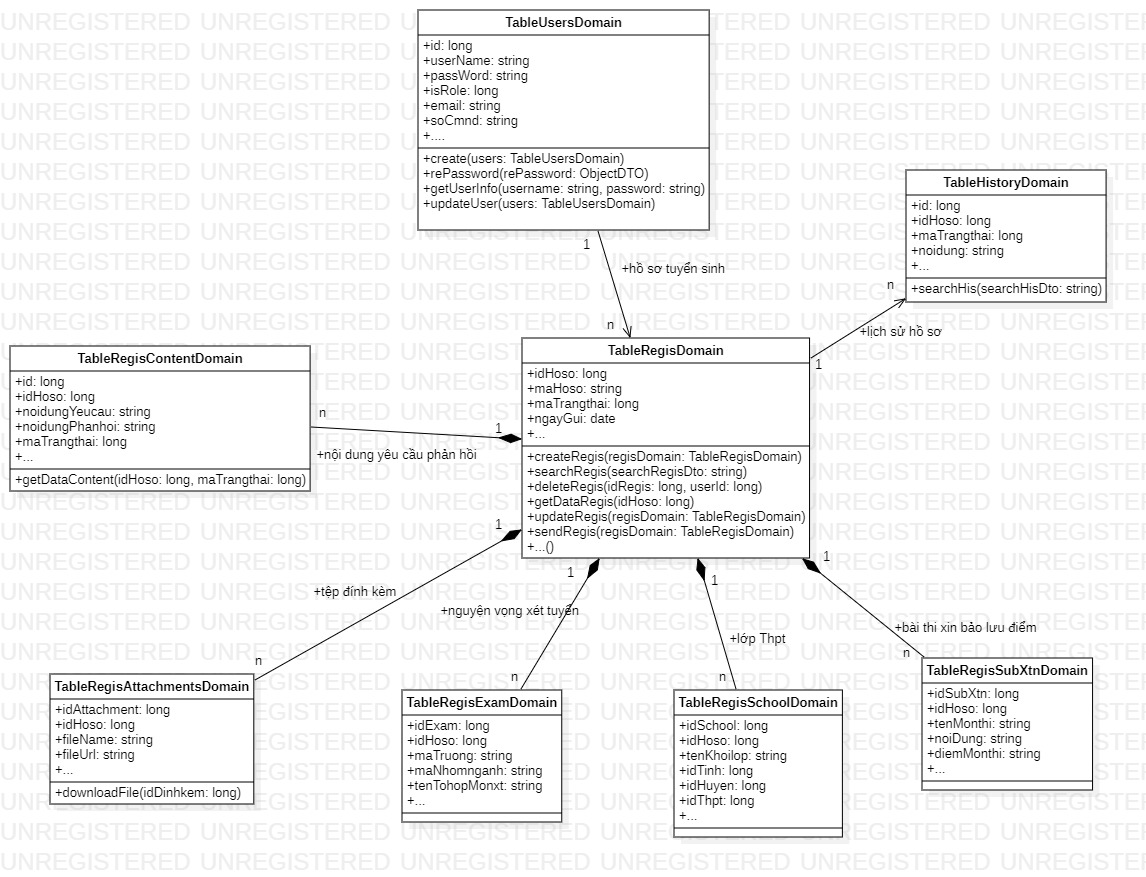 TableUsersDomain
+id: long
+userName: string
+passWord: string
+isRole: long
+email: string
+soCmnd: string
+....
+create(users: TableUsersDomain)
+rePassword(rePassword: ObjectDTO)
+getUserInfo(username: string, password: string)
+updateUser(users: TableUsersDomain)
TableHistoryDomain
+id: long
+idHoso: long
+maTrangthai: long
+noidung: string
+...
+searchHis(searchHisDto: string)
1
+hồ sơ tuyển sinh
n
n
+lịch sử hồ sơ
1
TableRegisDomain
+idHoso: long
+maHoso: string
+maTrangthai: long
+ngayGui: date
+...
+createRegis(regisDomain: TableRegisDomain)
+searchRegis(searchRegisDto: string)
+deleteRegis(idRegis: long, userId: long)
+getDataRegis(idHoso: long)
+updateRegis(regisDomain: TableRegisDomain)
+sendRegis(regisDomain: TableRegisDomain)
+...()
TableRegisContentDomain
+id: long
+idHoso: long
+noidungYeucau: string
+noidungPhanhoi: string
+maTrangthai: long
+...
+getDataContent(idHoso: long, maTrangthai: long)
n
1
+nội dung yêu cầu phản hồi
1
+tệp đính kèm
n
1
+nguyện vọng xét tuyển
n
1
+lớp Thpt
n
1
+bài thi xin bảo lưu điểm
n
TableRegisAttachmentsDomain
+idAttachment: long
+idHoso: long
+fileName: string
+fileUrl: string
+...
+downloadFile(idDinhkem: long)
TableRegisExamDomain
+idExam: long
+idHoso: long
+maTruong: string
+maNhomnganh: string
+tenTohopMonxt: string
+...
TableRegisSchoolDomain
+idSchool: long
+idHoso: long
+tenKhoilop: string
+idTinh: long
+idHuyen: long
+idThpt: long
+...
TableRegisSubXtnDomain
+idSubXtn: long
+idHoso: long
+tenMonthi: string
+noiDung: string
+diemMonthi: string
+...